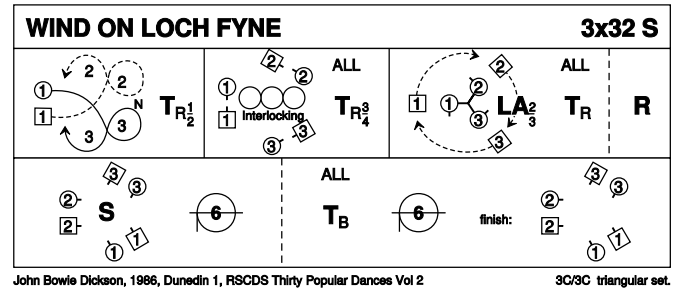 WIND ON LOCH FYNE 3x32 S
1 1 2 2 3 3 N TR½
2 2 1 1 3 3 Interlocking ALL TR¾
1 2 2 1 3 3 LA⅔ ALL TR R
3 3 2 2 1 1 S 6 ALL TB 6 finish: 3 3 2 2 1 1
John Bowie Dickson, 1986, Dunedin 1, RSCDS Thirty Popular Dances Vol 2 3C/3C triangular set.